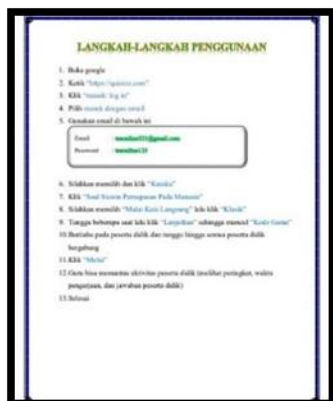 LANGKAH-LANGKAH PENGGUNAAN
1. Buka google
2. Ketik "https://quizizz.com"
3. Klik "masuk/ log in"
4. Pilih masuk dengan email
5. Gunakan email di bawah ini
Email :
Password :
6. Silahkan memilih dan klik "Kuisku"
7. Klik "Soal Sistem Pernapasan Pada Manusia"
8. Silahkan memilih "Mulai Kuis Langsung" lalu klik "Klasik"
9. Tunggu beberapa saat lalu klik "Lanjutkan" sehingga muncul "Kode Game"
10. Beritahu pada peserta didik dan tunggu hingga semua peserta didik
bergabung
11. Klik "Mulai"
12. Guru bisa memantau aktivitas peserta didik (melihat peringkat, waktu
pengerjaan, dan jawaban peserta didik)
13. Selesai